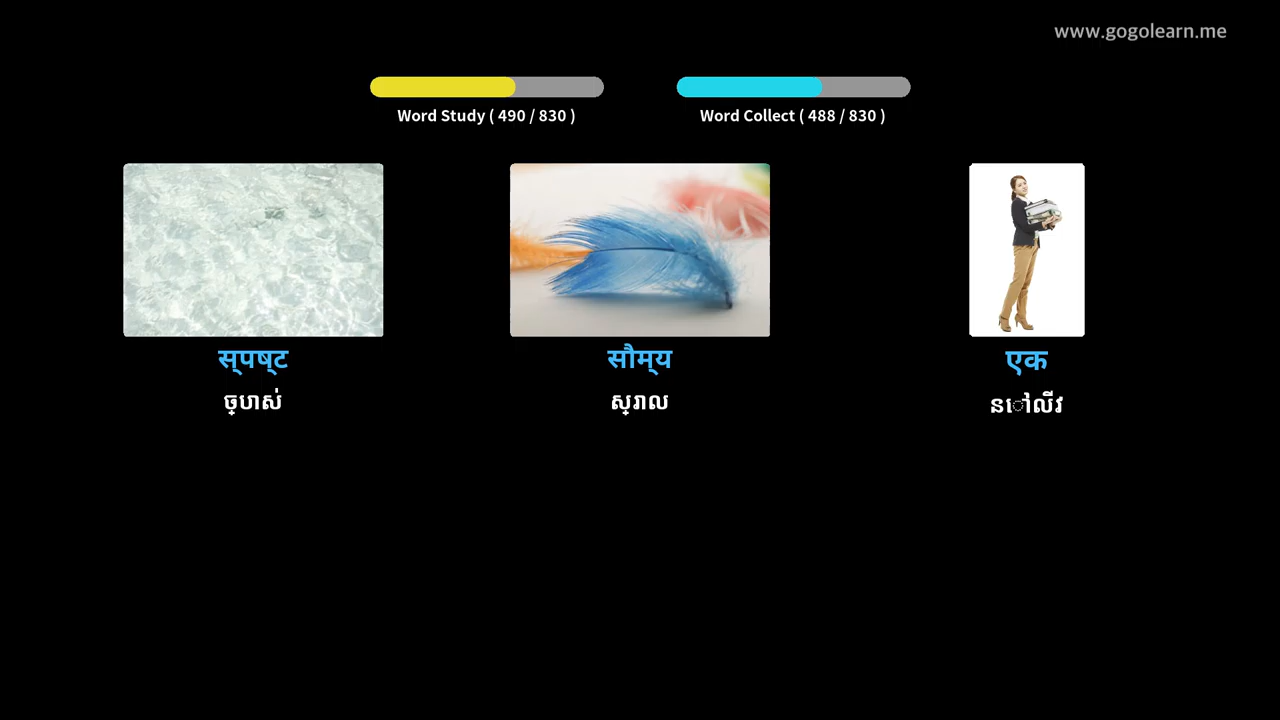 www.gogolearn.me
Word Study ( 490 / 830 )
Word Collect ( 488 / 830 )
स्पष्ट
सौम्य
एक
ច្បាស់
ស្រាល
នៅលីវ